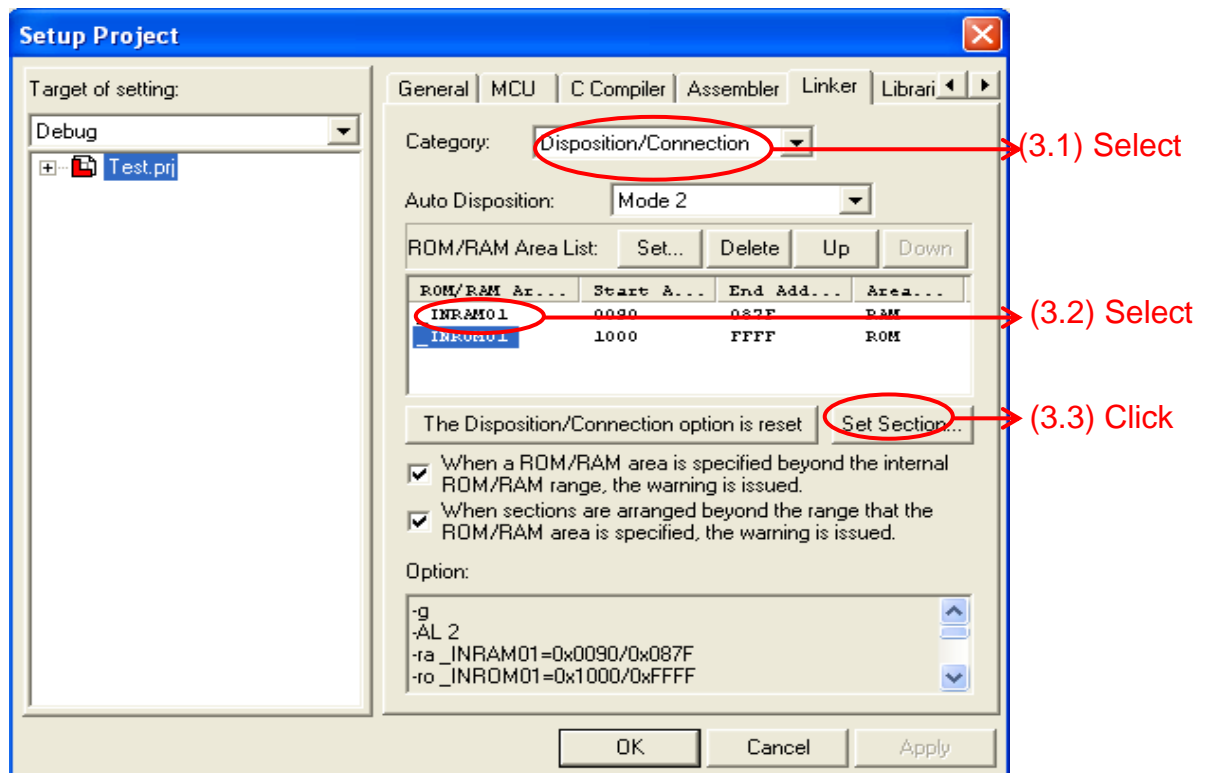 Setup Project
Target of setting:
Debug
Test.prj
General MCU C Compiler Assembler Linker Librari
Category: Disposition/Connection
(3.1) Select
Auto Disposition: Mode 2
ROM/RAM Area List: Set... Delete Up Down
ROM/RAM Ar... Start A... End Add... Area...
_INRAM01 0090 087F RAM
(3.2) Select
_INROM01 1000 FFFF ROM
The Disposition/Connection option is reset Set Section...
(3.3) Click
When a ROM/RAM area is specified beyond the internal
ROM/RAM range, the warning is issued.
When sections are arranged beyond the range that the
ROM/RAM area is specified, the warning is issued.
Option:
-g
-AL 2
-ra _INRAM01=0x0090/0x087F
-ro _INROM01=0x1000/0xFFFF
OK Cancel Apply